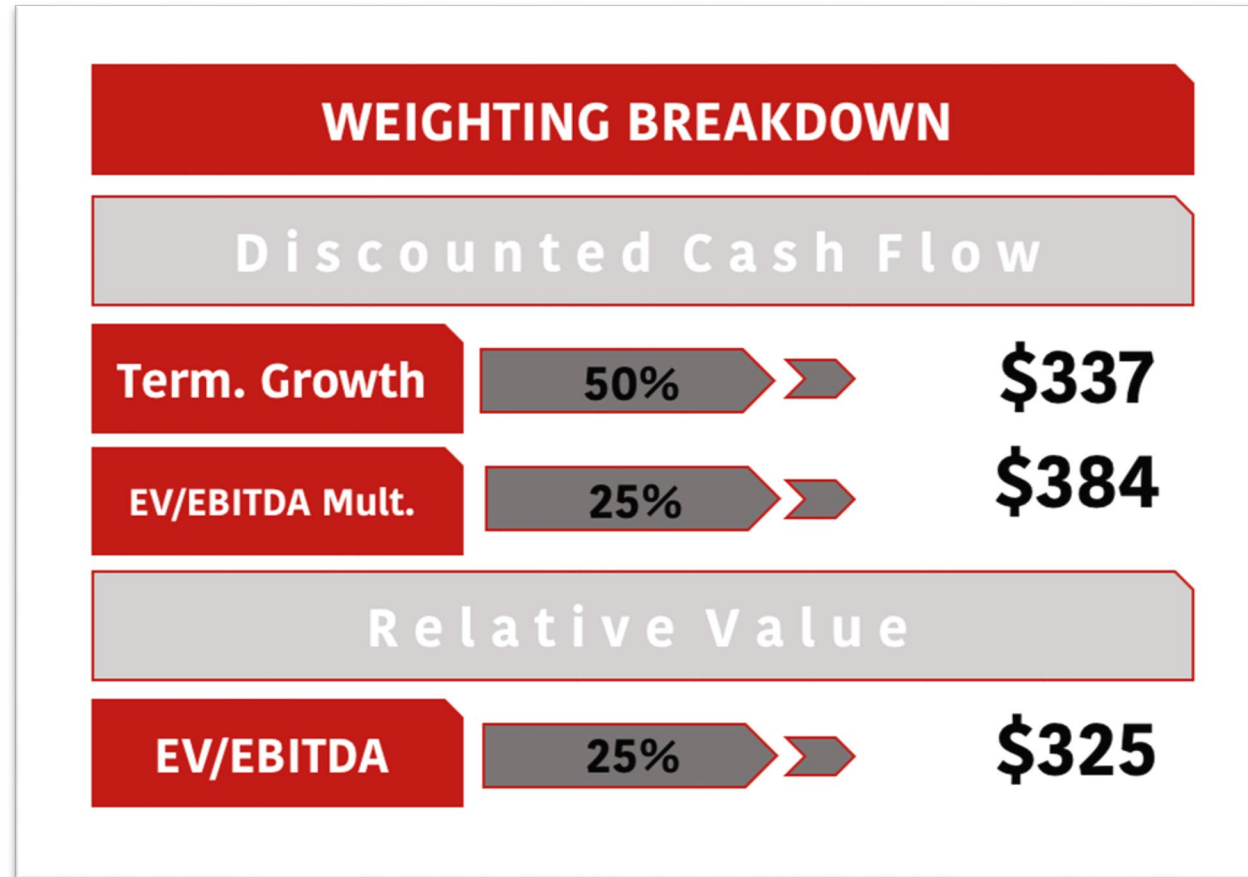 WEIGHTING BREAKDOWN
Discounted Cash Flow
Term. Growth 50% $337
EV/EBITDA Mult. 25% $384
Relative Value
EV/EBITDA 25% $325